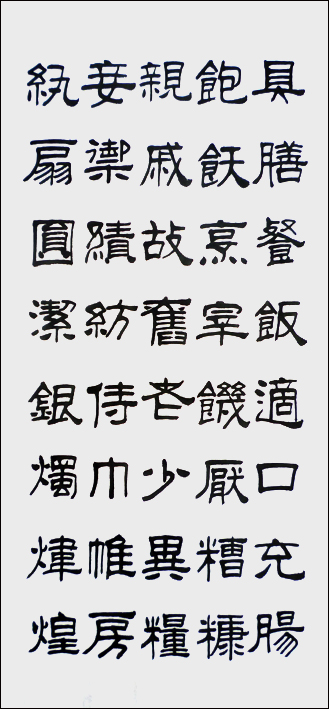 具膳餐飯適口充腸
飽飫烹宰饑厭糟糠
親戚故舊老少異糧
妾禦績紡侍巾帷房
紈扇圓潔銀燭煒煌